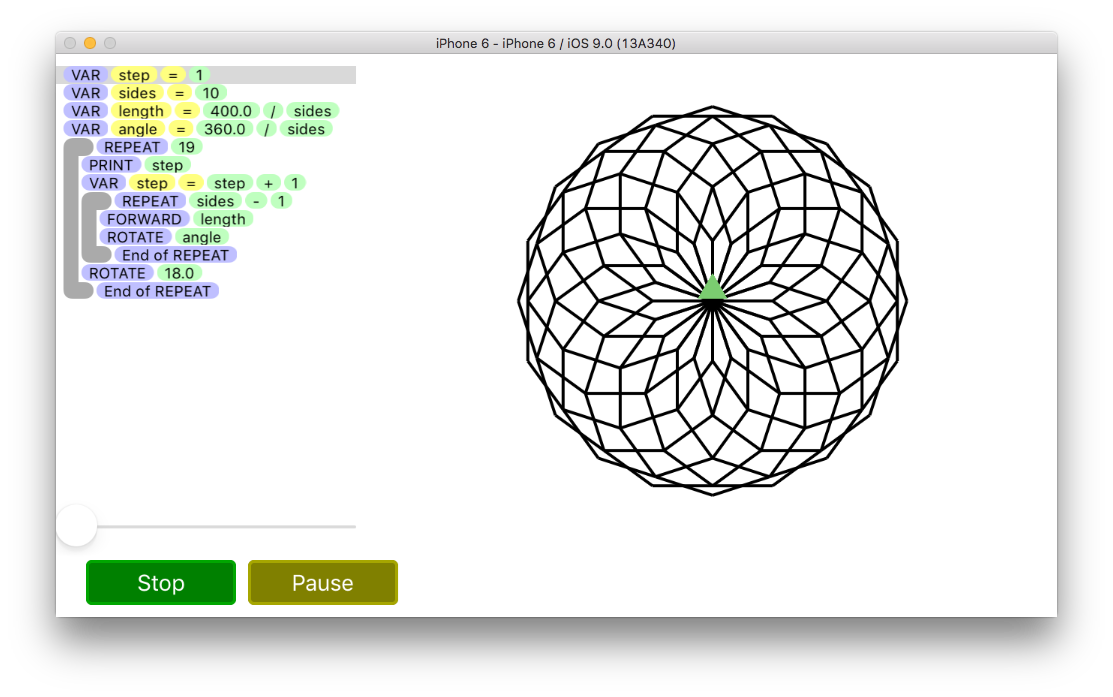 iPhone 6 - iPhone 6 / iOS 9.0 (13A340)
VAR step = 1
VAR sides = 10
VAR length = 400.0 / sides
VAR angle = 360.0 / sides
REPEAT 19
PRINT step
VAR step = step + 1
REPEAT sides - 1
FORWARD length
ROTATE angle
End of REPEAT
ROTATE 18.0
End of REPEAT
Stop Pause